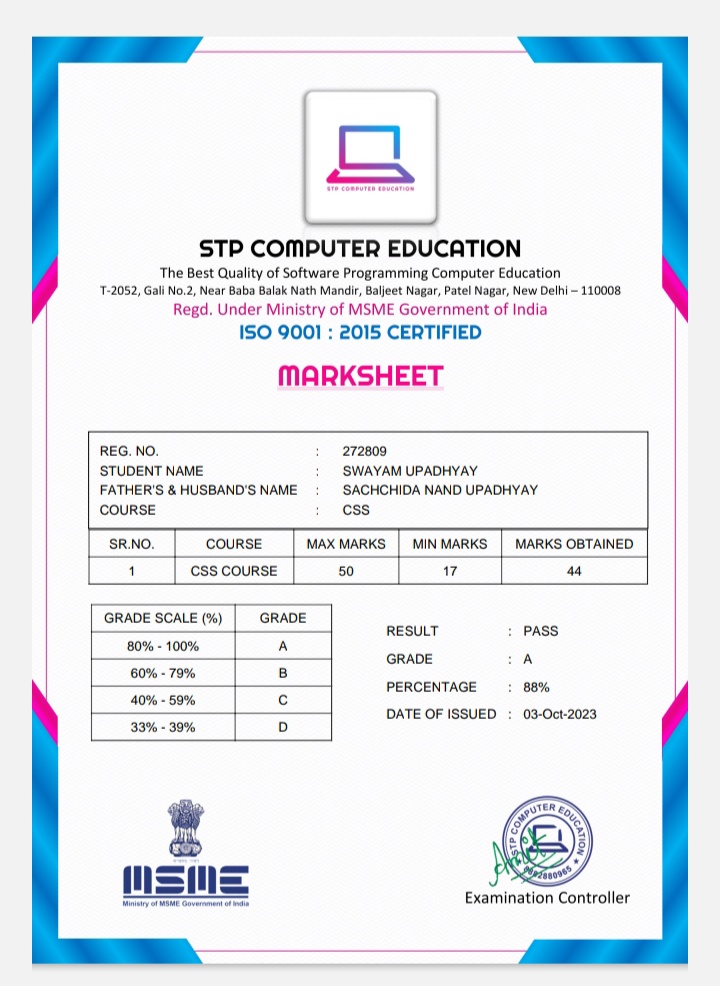 STP COMPUTER EDUCATION
STP COMPUTER EDUCATION
The Best Quality of Software Programming Computer Education
T-2052, Gali No.2, Near Baba Balak Nath Mandir, Baljeet Nagar, Patel Nagar, New Delhi – 110008
Regd. Under Ministry of MSME Government of India
ISO 9001 : 2015 CERTIFIED
MARKSHEET
REG. NO. : 272809
STUDENT NAME : SWAYAM UPADHYAY
FATHER'S & HUSBAND'S NAME : SACHCHIDA NAND UPADHYAY
COURSE : CSS
SR.NO. COURSE MAX MARKS MIN MARKS MARKS OBTAINED
1 CSS COURSE 50 17 44
GRADE SCALE (%) GRADE
80% - 100% A
60% - 79% B
40% - 59% C
33% - 39% D
RESULT : PASS
GRADE : A
PERCENTAGE : 88%
DATE OF ISSUED : 03-Oct-2023
MSME
Ministry of MSME Government of India
STP COMPUTER EDUCATION
Examination Controller